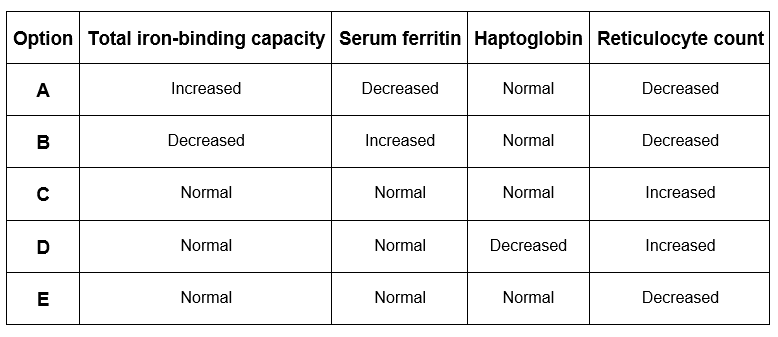 Option Total iron-binding capacity Serum ferritin Haptoglobin Reticulocyte count
A Increased Decreased Normal Decreased
B Decreased Increased Normal Decreased
C Normal Normal Normal Increased
D Normal Normal Decreased Increased
E Normal Normal Normal Decreased